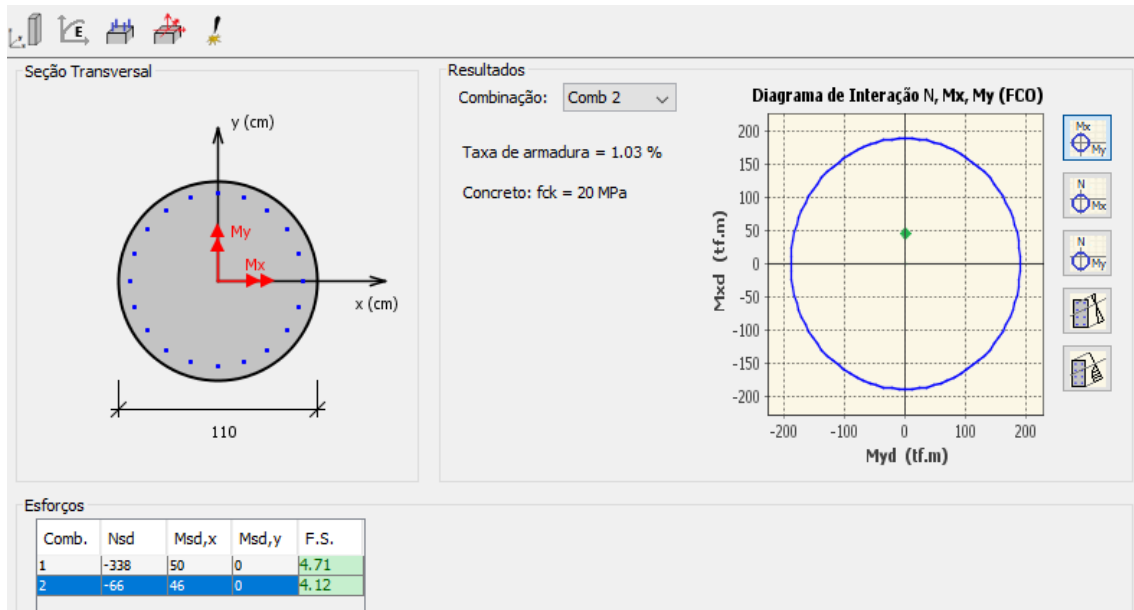 E
Seção Transversal
y (cm)
My
Mx
x (cm)
110
Resultados
Combinação: Comb 2
Taxa de armadura = 1.03 %
Concreto: fck = 20 MPa
Diagrama de Interação N, Mx, My (FCO)
200
150
100
50
0
-50
-100
-150
-200
Mxd (tf.m)
-200 -100 0 100 200
Myd (tf.m)
Mx
My
N
Mx
N
My
Esforços
Comb. Nsd Msd,x Msd,y F.S.
1 -338 50 0 4.71
2 -66 46 0 4.12